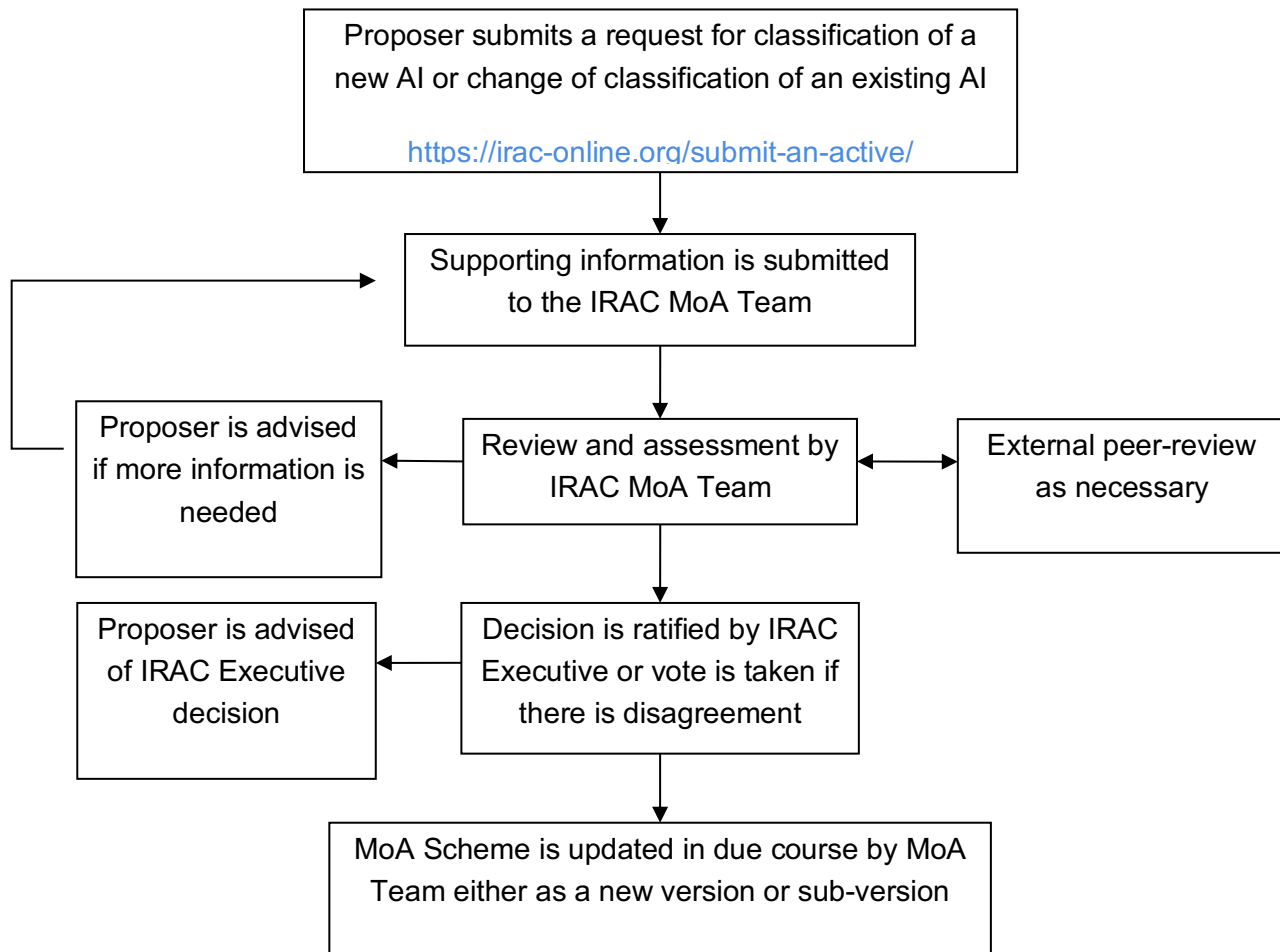 Proposer submits a request for classification of a
new AI or change of classification of an existing AI
https://irac-online.org/submit-an-active/
Supporting information is submitted
to the IRAC MoA Team
Proposer is advised
if more information is
needed
Review and assessment by
IRAC MoA Team
External peer-review
as necessary
Proposer is advised
of IRAC Executive
decision
Decision is ratified by IRAC
Executive or vote is taken if
there is disagreement
MoA Scheme is updated in due course by MoA
Team either as a new version or sub-version